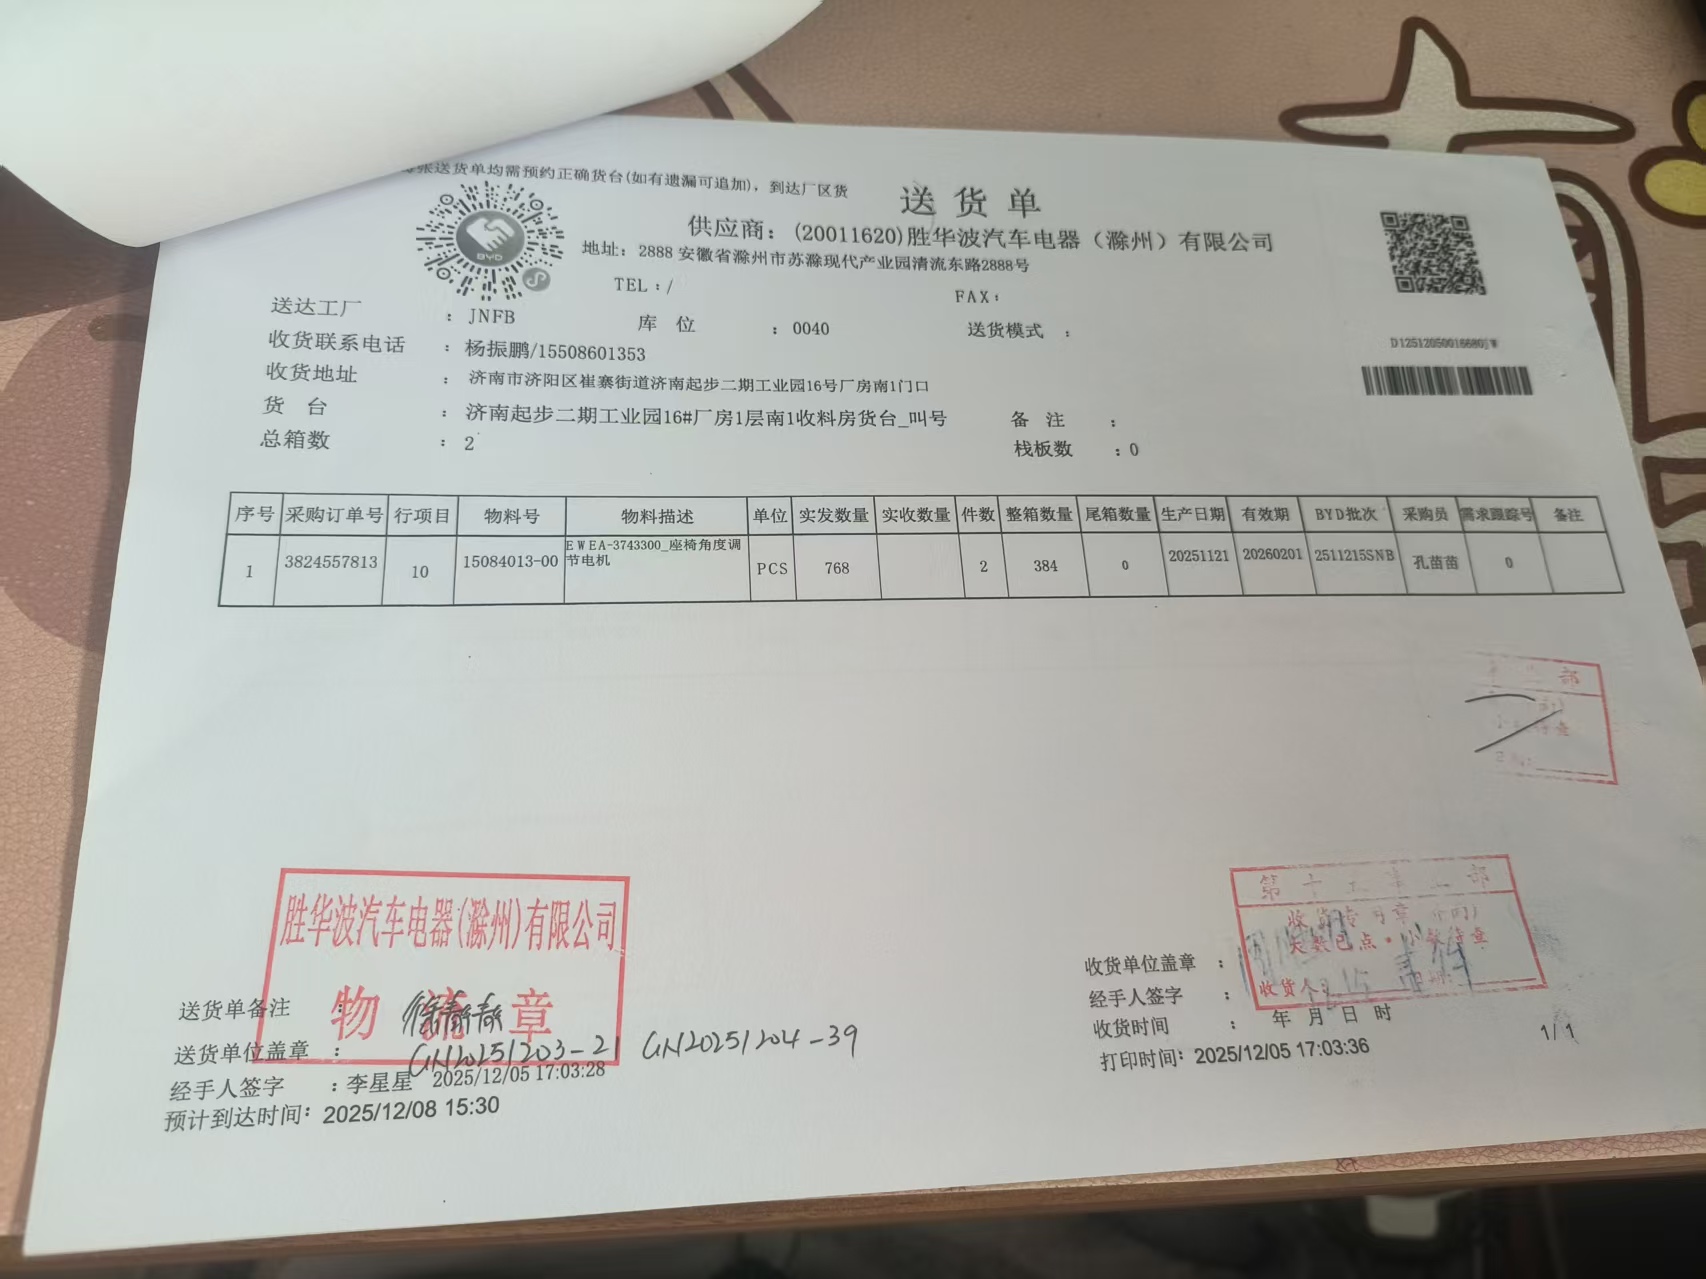 张送货单均需预约正确货台(如有遗漏可追加)，到达厂区货
送货单
BYD
供应商：(20011620)胜华波汽车电器（滁州）有限公司
地址：2888 安徽省滁州市苏滁现代产业园清流东路2888号
TEL：/ FAX：
送达工厂 ：JNFB 库 位 ：0040 送货模式 ：
D12512050016680JW
收货联系电话 ：杨振鹏/15508601353
收货地址 ：济南市济阳区崔寨街道济南起步二期工业园16号厂房南1门口
货 台 ：济南起步二期工业园16#厂房1层南1收料房货台_叫号 备 注 ：
总箱数 ：2 栈板数 ：0
序号 采购订单号 行项目 物料号 物料描述 单位 实发数量 实收数量 件数 整箱数量 尾箱数量 生产日期 有效期 BYD批次 采购员 需求跟踪号 备注
1 3824557813 10 15084013-00 EWEA-3743300_座椅角度调节电机 PCS 768 2 384 0 20251121 20260201 2511215SNB 孔苗苗 0
部
胜华波汽车电器(滁州)有限公司
物流章
收货人：
送货单备注 ：
送货单位盖章 ：
GN20251203-21 GN20251204-39
经手人签字 ：李星星 2025/12/05 17:03:28
预计到达时间：2025/12/08 15:30
收货单位盖章 ：
经手人签字 ：
收货时间 ： 年 月 日 时
打印时间：2025/12/05 17:03:36
1/1